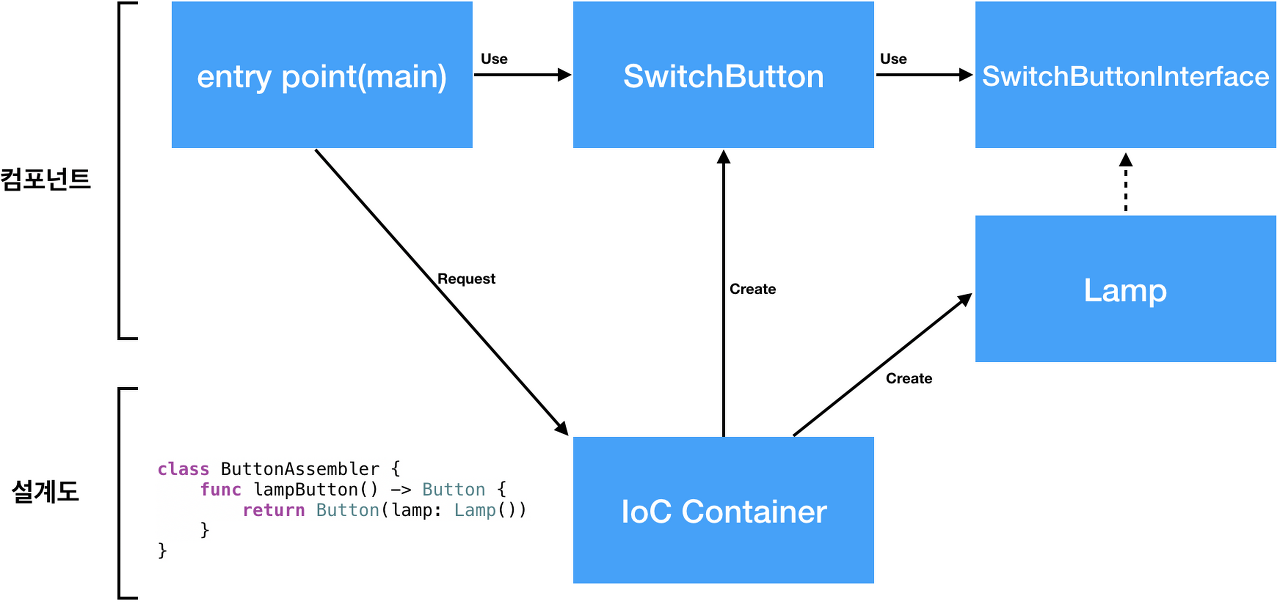 entry point(main)
Use
SwitchButton
Use
SwitchButtonInterface
컴포넌트
Request
Create
Lamp
Create
설계도
class ButtonAssembler {
    func lampButton() -> Button {
        return Button(lamp: Lamp())
    }
}
IoC Container